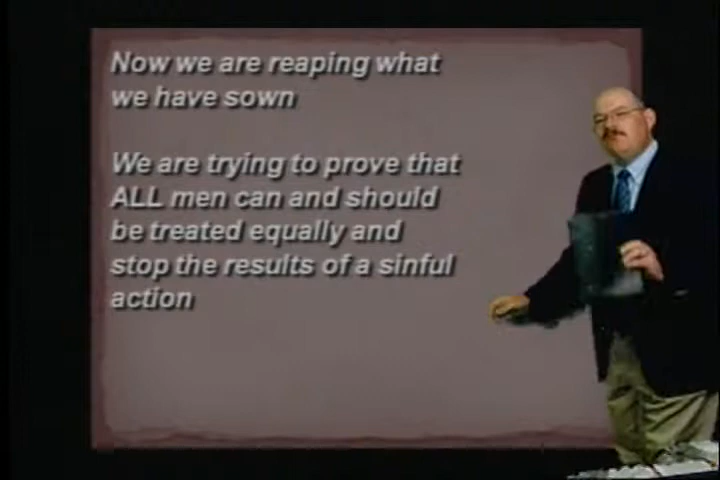 Now we are reaping what
we have sown
We are trying to prove that
ALL men can and should
be treated equally and
stop the results of a sinful
action